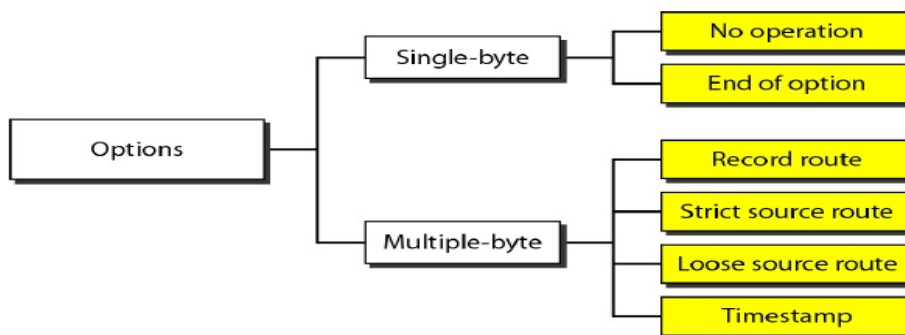 Options
Single-byte
No operation
End of option
Multiple-byte
Record route
Strict source route
Loose source route
Timestamp